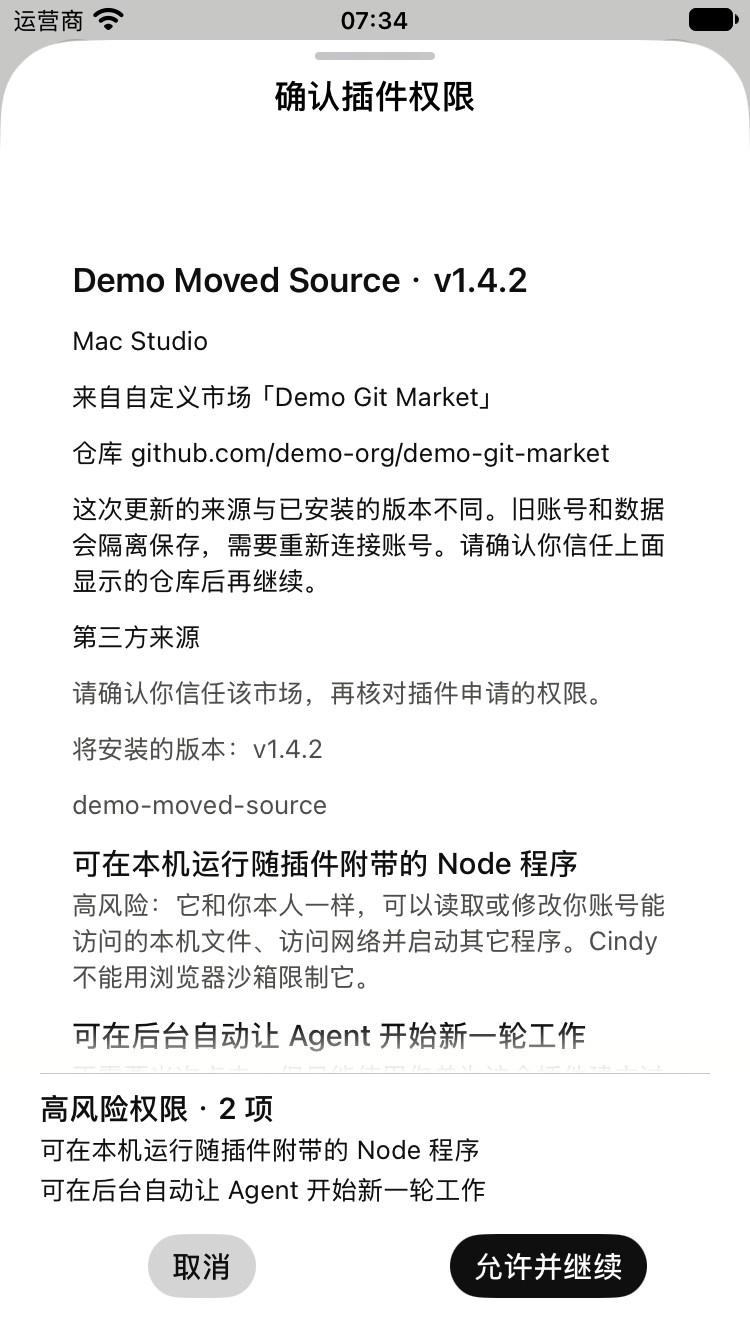 运营商
07:34
确认插件权限
Demo Moved Source · v1.4.2
Mac Studio
来自自定义市场「Demo Git Market」
仓库 github.com/demo-org/demo-git-market
这次更新的来源与已安装的版本不同。旧账号和数据
会隔离保存，需要重新连接账号。请确认你信任上面
显示的仓库后再继续。
第三方来源
请确认你信任该市场，再核对插件申请的权限。
将安装的版本：v1.4.2
demo-moved-source
可在本机运行随插件附带的 Node 程序
高风险：它和你本人一样，可以读取或修改你账号能
访问的本机文件、访问网络并启动其它程序。Cindy
不能用浏览器沙箱限制它。
可在后台自动让 Agent 开始新一轮工作
高风险权限 · 2 项
可在本机运行随插件附带的 Node 程序
可在后台自动让 Agent 开始新一轮工作
取消
允许并继续